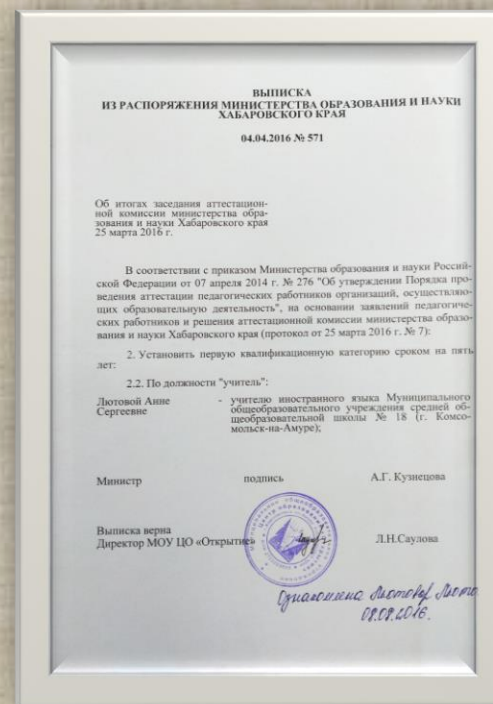 ВЫПИСКА
ИЗ РАСПОРЯЖЕНИЯ МИНИСТЕРСТВА ОБРАЗОВАНИЯ И НАУКИ
ХАБАРОВСКОГО КРАЯ
04.04.2016 № 571
Об итогах заседания аттестацион-
ной комиссии министерства обра-
зования и науки Хабаровского края
25 марта 2016 г.
В соответствии с приказом Министерства образования и науки Россий-
ской Федерации от 07 апреля 2014 г. № 276 "Об утверждении Порядка про-
ведения аттестации педагогических работников организаций, осуществляю-
щих образовательную деятельность", на основании заявлений педагогиче-
ских работников и решения аттестационной комиссии министерства образо-
вания и науки Хабаровского края (протокол от 25 марта 2016 г. № 7):
2. Установить первую квалификационную категорию сроком на пять
лет:
2.2. По должности "учитель":
Лютовой Анне - учителю иностранного языка Муниципального
Сергеевне общеобразовательного учреждения средней об-
щеобразовательной школы № 18 (г. Комсо-
мольск-на-Амуре);
Министр подпись А.Г. Кузнецова
Выписка верна
Директор МОУ ЦО «Открытие» Л.Н.Саулова
Ознакомлена
09.2016.